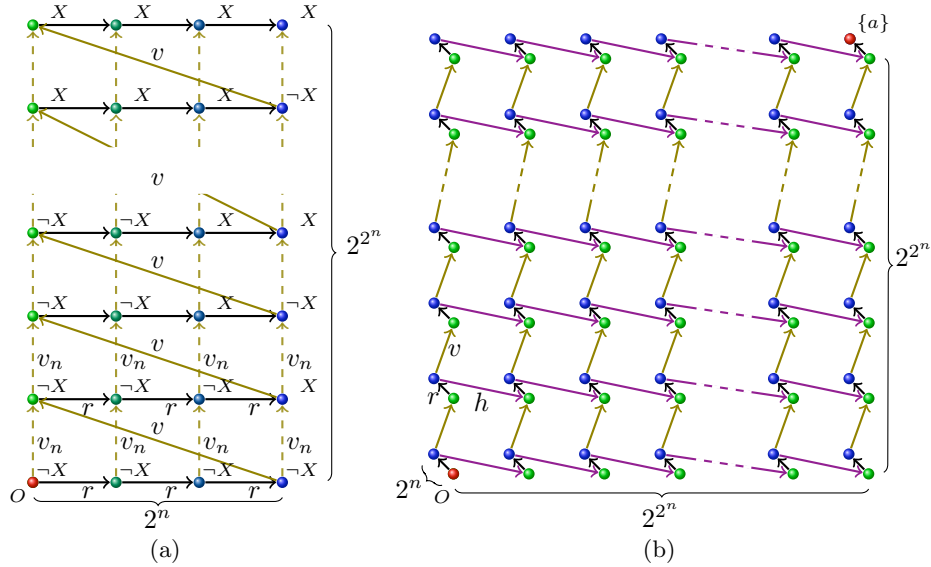 X X X X
{a}
v
X X X ¬X
v
¬X ¬X X X
2^{2^n}
2^{2^n}
v
¬X ¬X X ¬X
v
v_n v_n v_n v_n
v
¬X ¬X ¬X X
r r r
r h
v
v_n v_n v_n v_n
¬X ¬X ¬X ¬X
O r r r
2^n O
2^n
2^{2^n}
(a)
(b)